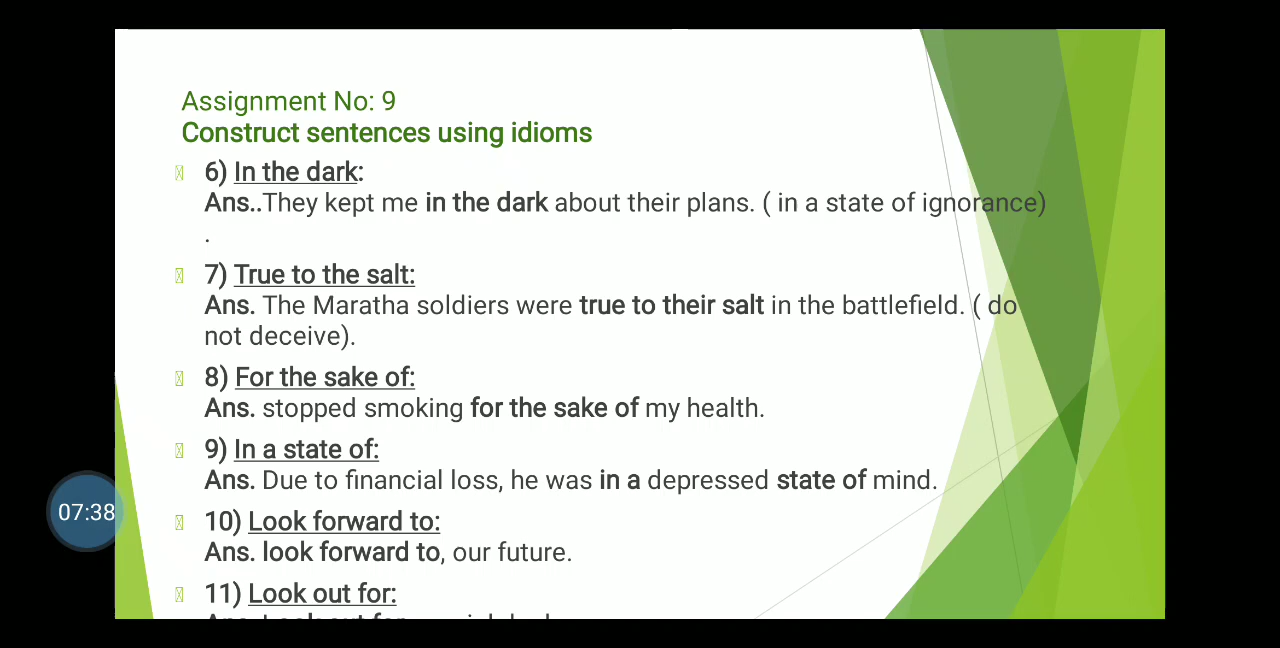 Assignment No: 9
Construct sentences using idioms
6) In the dark:
Ans..They kept me in the dark about their plans. ( in a state of ignorance)
.
7) True to the salt:
Ans. The Maratha soldiers were true to their salt in the battlefield. ( do
not deceive).
8) For the sake of:
Ans. stopped smoking for the sake of my health.
9) In a state of:
Ans. Due to financial loss, he was in a depressed state of mind.
10) Look forward to:
Ans. look forward to, our future.
11) Look out for:
Ans. Look out for
07:38